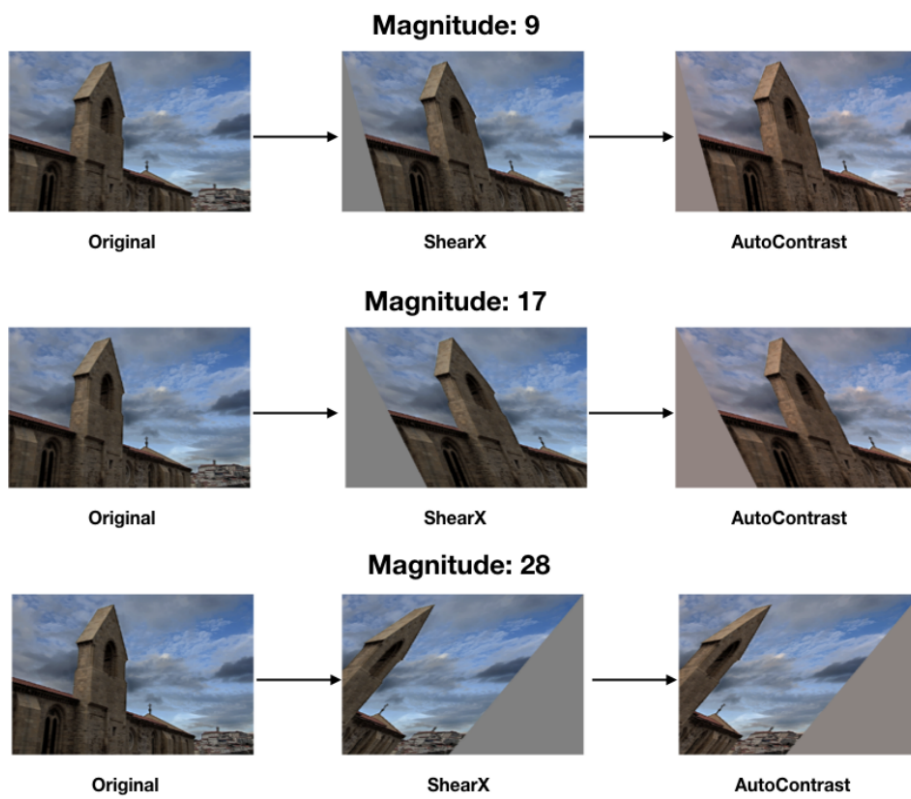 Magnitude: 9
Original
ShearX
AutoContrast
Magnitude: 17
Original
ShearX
AutoContrast
Magnitude: 28
Original
ShearX
AutoContrast